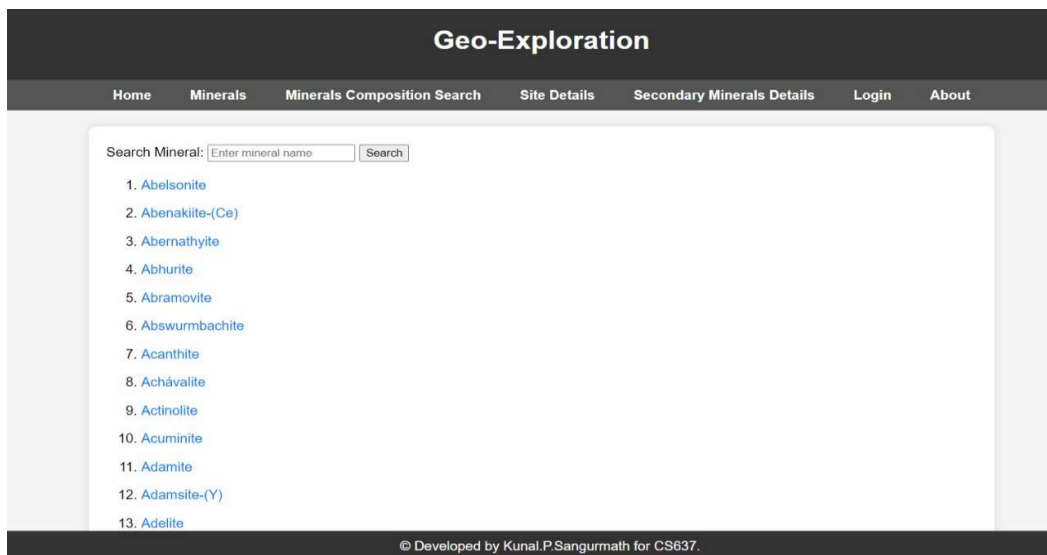 Geo-Exploration
Home Minerals Minerals Composition Search Site Details Secondary Minerals Details Login About
Search Mineral: Enter mineral name Search
1. Abelsonite
2. Abenakiite-(Ce)
3. Abernathyite
4. Abhurite
5. Abramovite
6. Abswurmbachite
7. Acanthite
8. Achávalite
9. Actinolite
10. Acuminite
11. Adamite
12. Adamsite-(Y)
13. Adelite
© Developed by Kunal.P.Sangurmath for CS637.